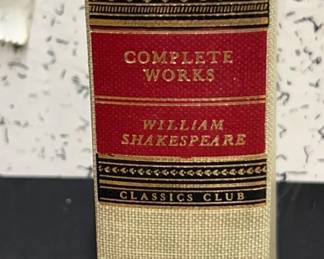 COMPLETE
WORKS
WILLIAM
SHAKESPEARE
CLASSICS CLUB